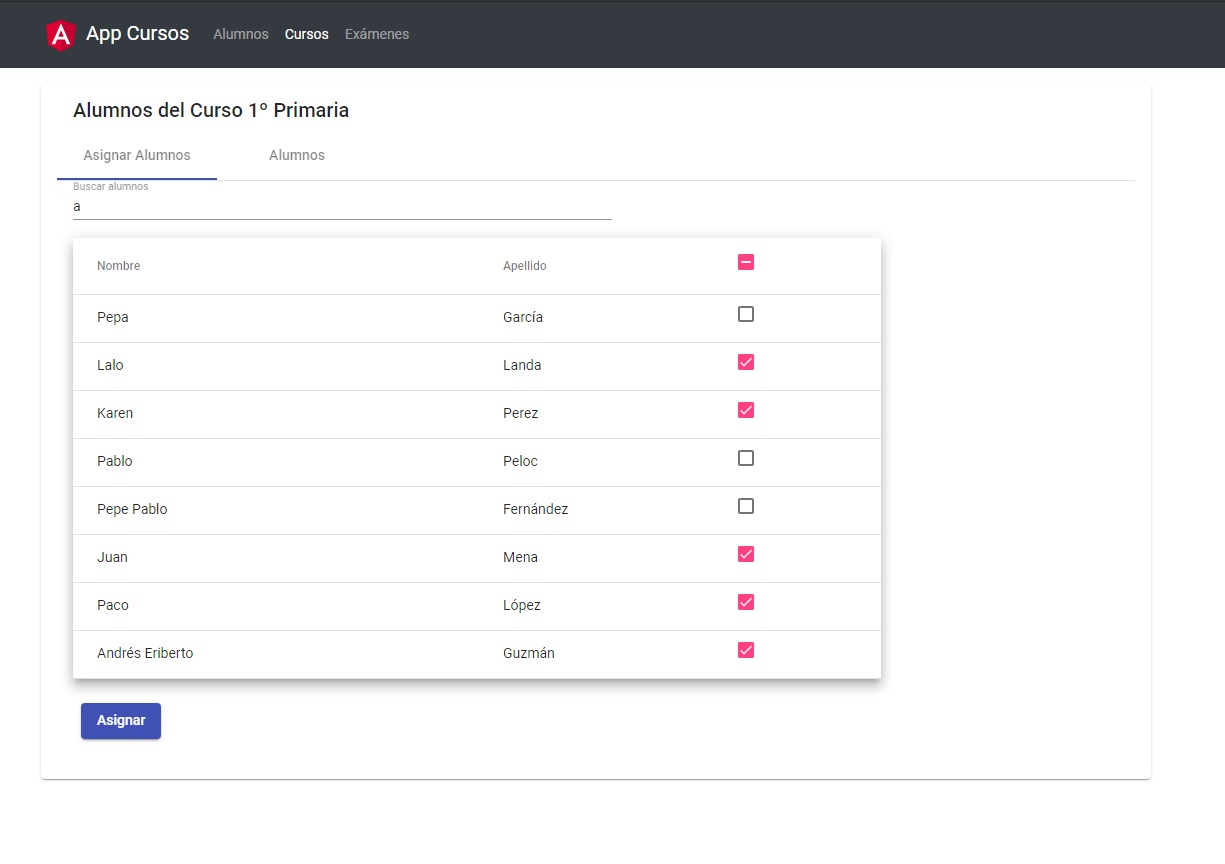 App Cursos Alumnos Cursos Exámenes
Alumnos del Curso 1º Primaria
Asignar Alumnos Alumnos
Buscar alumnos
a
Nombre Apellido
Pepa García
Lalo Landa
Karen Perez
Pablo Peloc
Pepe Pablo Fernández
Juan Mena
Paco López
Andrés Eriberto Guzmán
Asignar